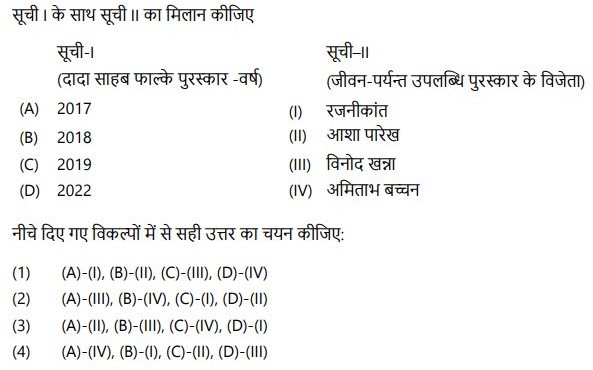 सूची I के साथ सूची II का मिलान कीजिए
सूची-I सूची–II
(दादा साहब फाल्के पुरस्कार -वर्ष) (जीवन-पर्यन्त उपलब्धि पुरस्कार के विजेता)
(A) 2017 (I) रजनीकांत
(B) 2018 (II) आशा पारेख
(C) 2019 (III) विनोद खन्ना
(D) 2022 (IV) अमिताभ बच्चन
नीचे दिए गए विकल्पों में से सही उत्तर का चयन कीजिए:
(1) (A)-(I), (B)-(II), (C)-(III), (D)-(IV)
(2) (A)-(III), (B)-(IV), (C)-(I), (D)-(II)
(3) (A)-(II), (B)-(III), (C)-(IV), (D)-(I)
(4) (A)-(IV), (B)-(I), (C)-(II), (D)-(III)